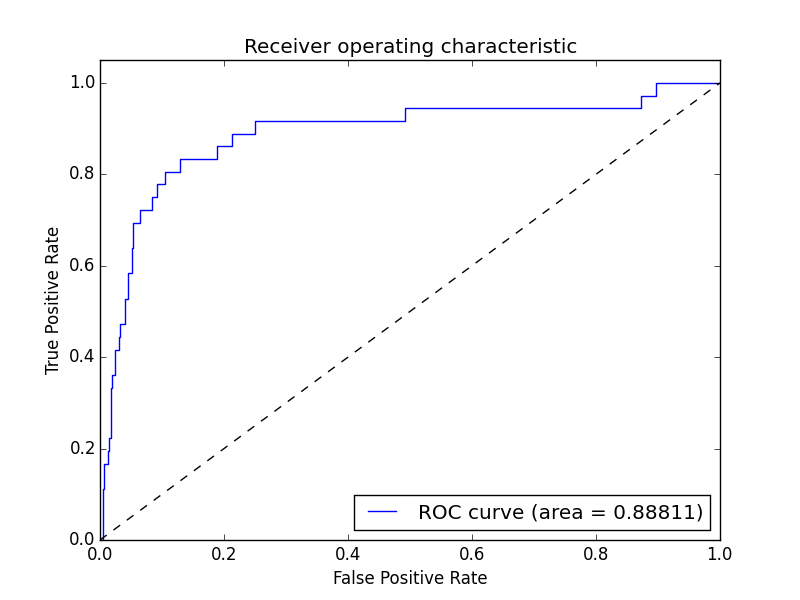 Receiver operating characteristic
True Positive Rate
1.0
0.8
0.6
0.4
0.2
0.0
ROC curve (area = 0.88811)
0.0 0.2 0.4 0.6 0.8 1.0
False Positive Rate